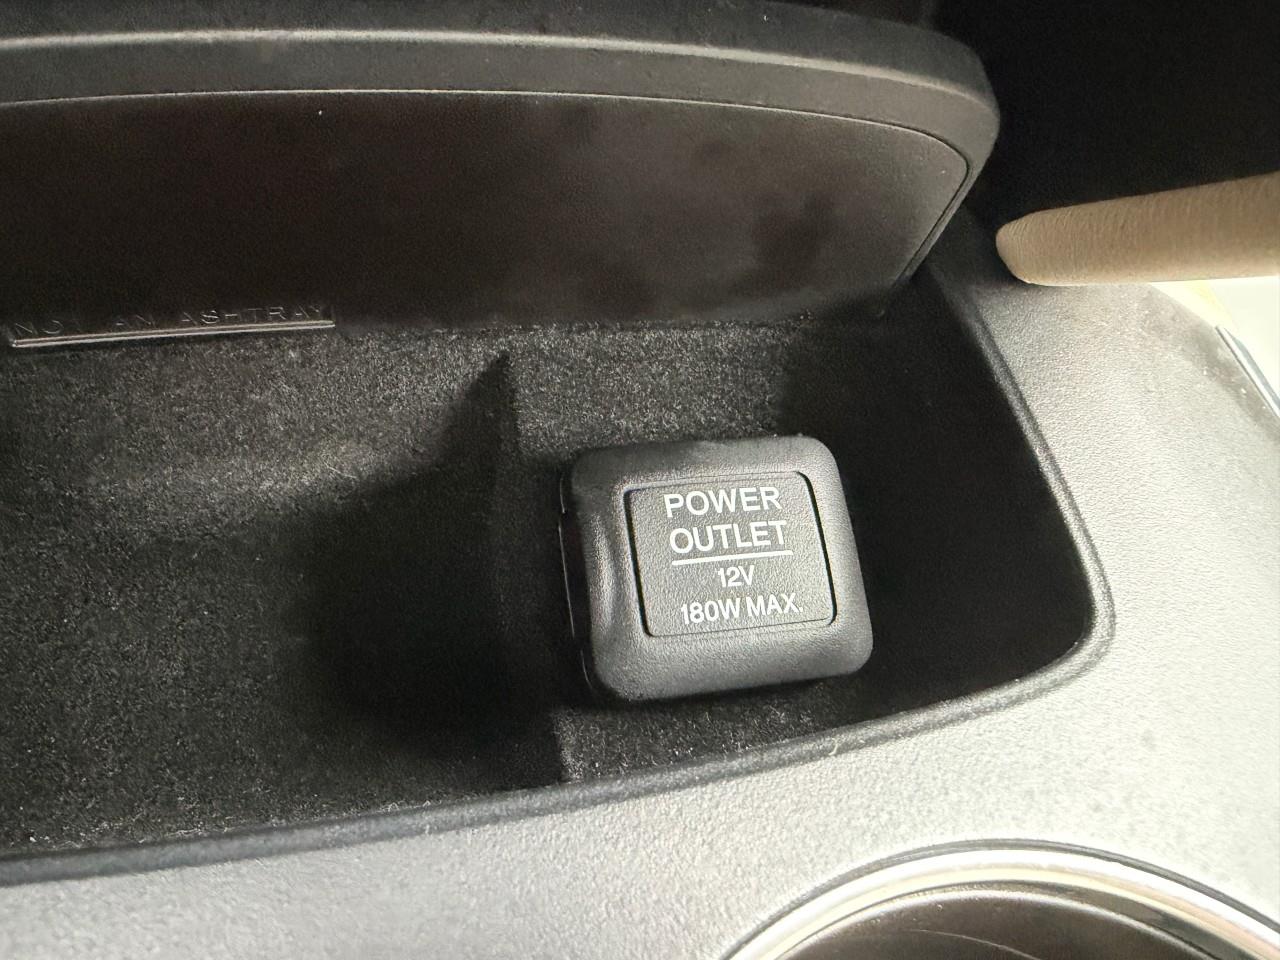 NOT AN ASHTRAY
POWER
OUTLET
12V
180W MAX.